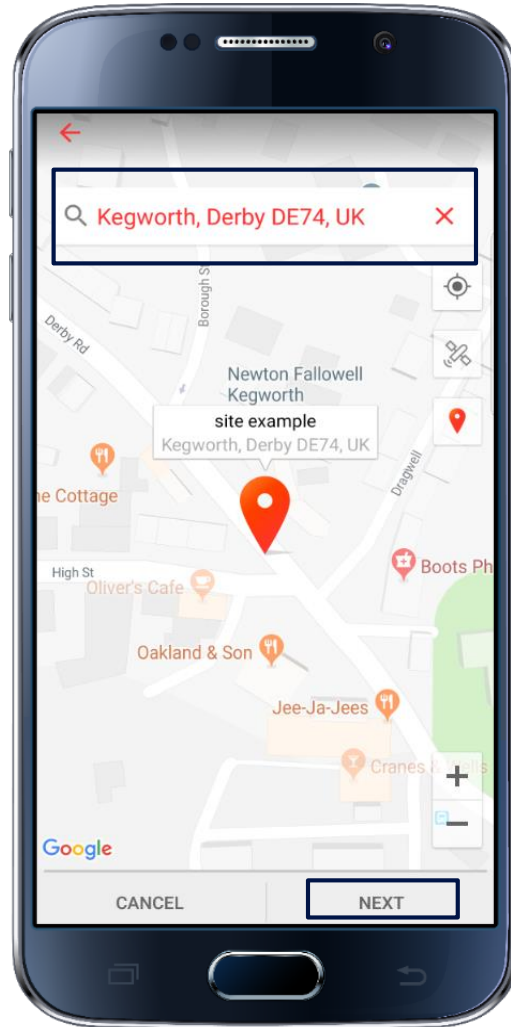 Kegworth, Derby DE74, UK
Borough St
Derby Rd
Newton Fallowell
Kegworth
site example
Kegworth, Derby DE74, UK
Dragwell
ne Cottage
Boots Ph
High St
Oliver's Cafe
Oakland & Son
Jee-Ja-Jees
Cranes & Wells
Google
CANCEL
NEXT